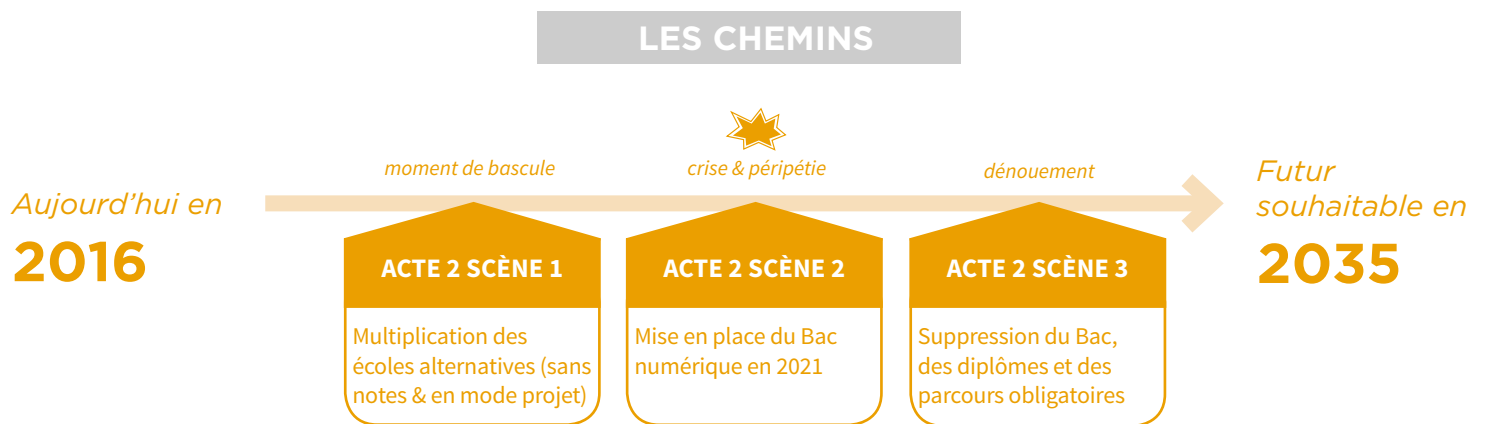 LES CHEMINS
moment de bascule
crise & péripétie
dénouement
Aujourd’hui en
2016
Futur
souhaitable en
2035
ACTE 2 SCÈNE 1
Multiplication des
écoles alternatives (sans
notes & en mode projet)
ACTE 2 SCÈNE 2
Mise en place du Bac
numérique en 2021
ACTE 2 SCÈNE 3
Suppression du Bac,
des diplômes et des
parcours obligatoires